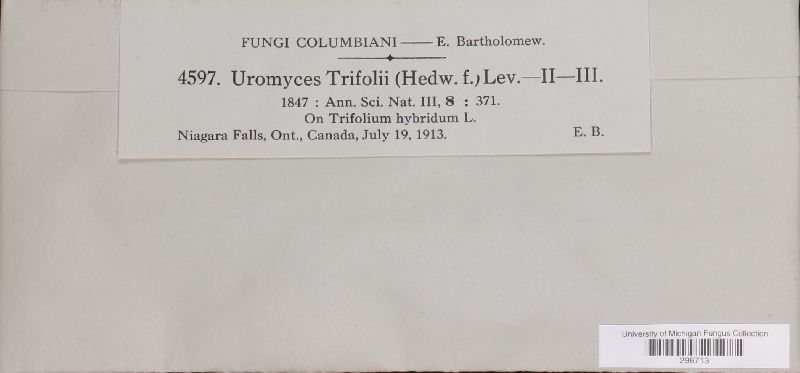 FUNGI COLUMBIANI — E. Bartholomew.
4597. Uromyces Trifolii (Hedw. f.) Lev.—II—III.
1847 : Ann. Sci. Nat. III, 8 : 371.
On Trifolium hybridum L.
Niagara Falls, Ont., Canada, July 19, 1913. E. B.
University of Michigan Fungus Collection
298713